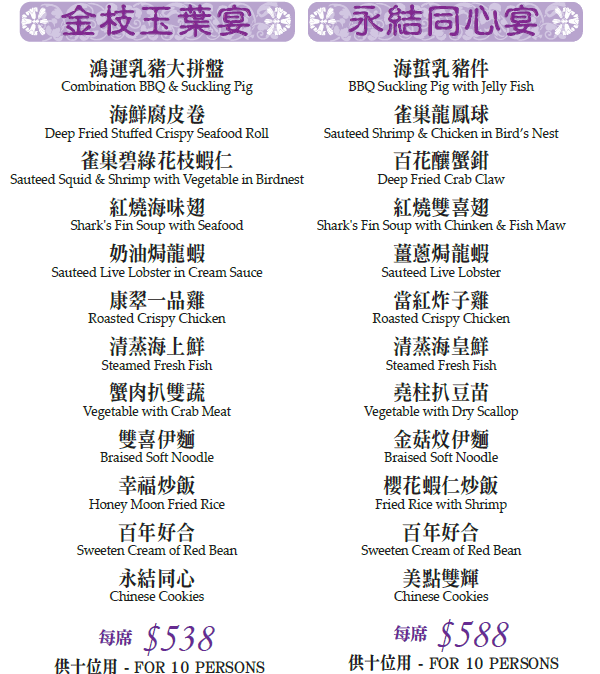 金枝玉葉宴
鴻運乳豬大拼盤
Combination BBQ & Suckling Pig
海鮮腐皮卷
Deep Fried Stuffed Crispy Seafood Roll
雀巢碧綠花枝蝦仁
Sauteed Squid & Shrimp with Vegetable in Birdnest
紅燒海味翅
Shark's Fin Soup with Seafood
奶油焗龍蝦
Sauteed Live Lobster in Cream Sauce
康翠一品雞
Roasted Crispy Chicken
清蒸海上鮮
Steamed Fresh Fish
蟹肉扒雙蔬
Vegetable with Crab Meat
雙喜伊麵
Braised Soft Noodle
幸福炒飯
Honey Moon Fried Rice
百年好合
Sweeten Cream of Red Bean
永結同心
Chinese Cookies
每席 $538
供十位用 - FOR 10 PERSONS
永結同心宴
海蜇乳豬件
BBQ Suckling Pig with Jelly Fish
雀巢龍鳳球
Sauteed Shrimp & Chicken in Bird's Nest
百花釀蟹鉗
Deep Fried Crab Claw
紅燒雙喜翅
Shark's Fin Soup with Chinken & Fish Maw
薑蔥焗龍蝦
Sauteed Live Lobster
當紅炸子雞
Roasted Crispy Chicken
清蒸海皇鮮
Steamed Fresh Fish
堯柱扒豆苗
Vegetable with Dry Scallop
金菇炆伊麵
Braised Soft Noodle
櫻花蝦仁炒飯
Fried Rice with Shrimp
百年好合
Sweeten Cream of Red Bean
美點雙輝
Chinese Cookies
每席 $588
供十位用 - FOR 10 PERSONS